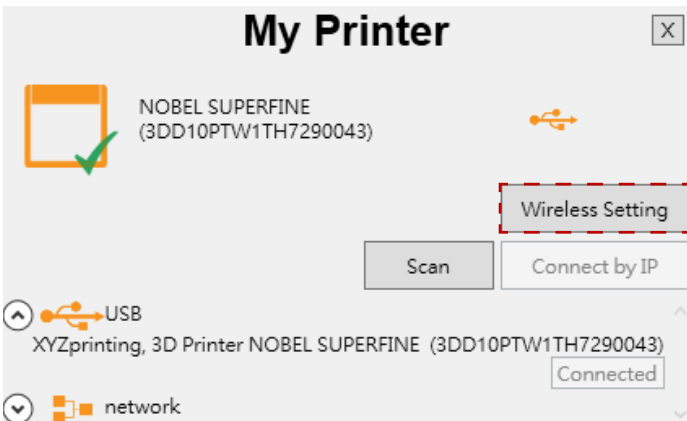 My Printer
X
NOBEL SUPERFINE
(3DD10PTW1TH7290043)
Wireless Setting
Scan
Connect by IP
USB
XYZprinting, 3D Printer NOBEL SUPERFINE (3DD10PTW1TH7290043)
Connected
network